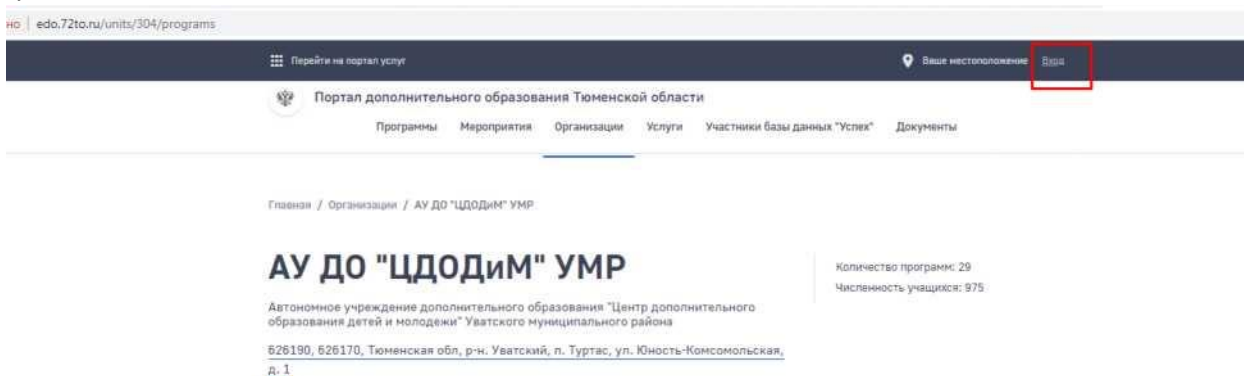 но | edo.72to.ru/units/304/programs
Перейти на портал услуг
Ваше местоположение Вход
Портал дополнительного образования Тюменской области
Программы Мероприятия Организации Услуги Участники базы данных "Успех" Документы
Главная / Организации / АУ ДО "ЦДОДиМ" УМР
АУ ДО "ЦДОДиМ" УМР
Количество программ: 29
Численность учащихся: 975
Автономное учреждение дополнительного образования "Центр дополнительного
образования детей и молодежи" Уватского муниципального
района
626190, 626170, Тюменская обл, р-н. Уватский, п. Туртас, ул. Юность-Комсомольская,
д. 1